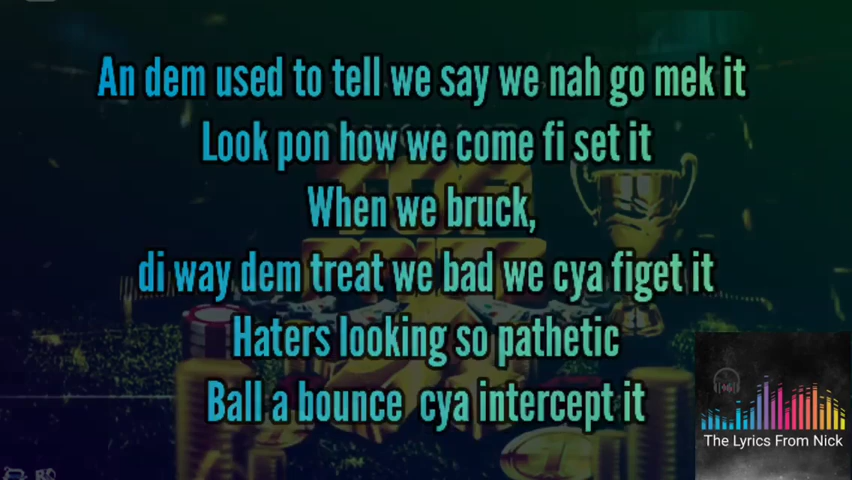 An dem used to tell we say we nah go mek it
Look pon how we come fi set it
When we bruck,
di way dem treat we bad we cya figet it
Haters looking so pathetic
Ball a bounce cya intercept it
The Lyrics From Nick